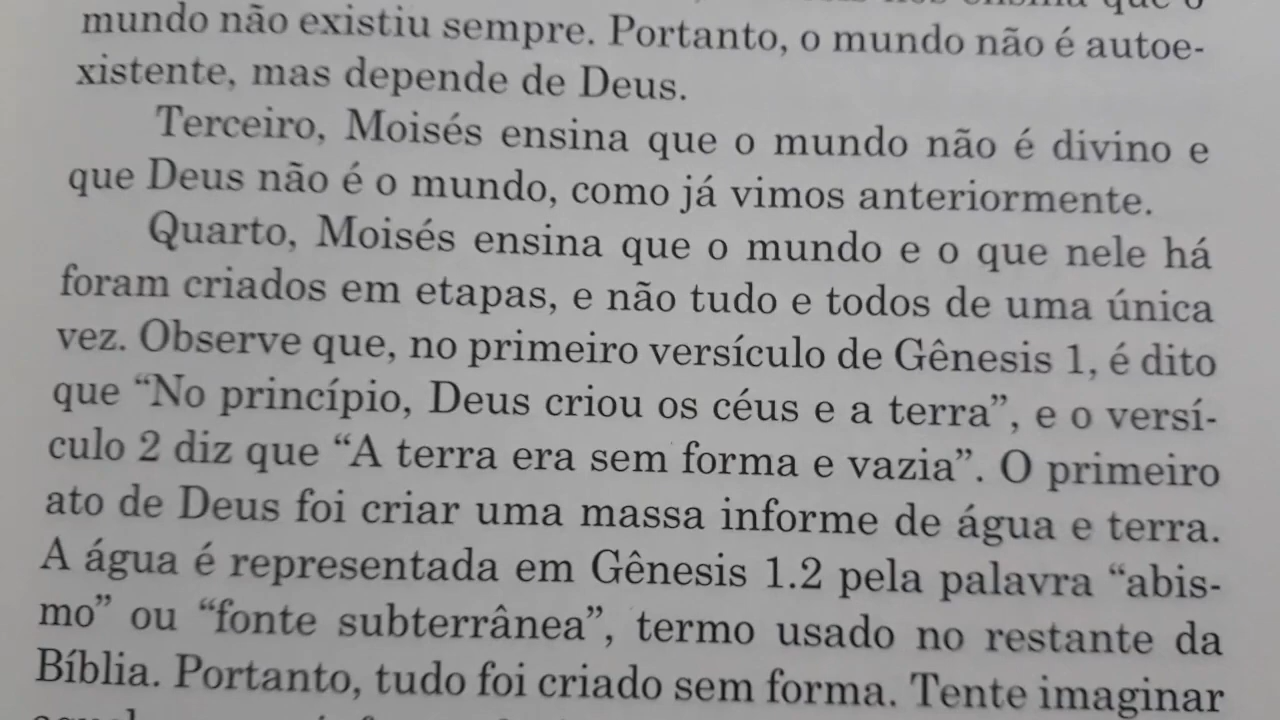 ensina que o
mundo não existiu sempre. Portanto, o mundo não é autoe-
xistente, mas depende de Deus.
Terceiro, Moisés ensina que o mundo não é divino e
que Deus não é o mundo, como já vimos anteriormente.
Quarto, Moisés ensina que o mundo e o que nele há
foram criados em etapas, e não tudo e todos de uma única
vez. Observe que, no primeiro versículo de Gênesis 1, é dito
que “No princípio, Deus criou os céus e a terra”, e o versí-
culo 2 diz que “A terra era sem forma e vazia”. O primeiro
ato de Deus foi criar uma massa informe de água e terra.
A água é representada em Gênesis 1.2 pela palavra “abis-
mo” ou “fonte subterrânea”, termo usado no restante da
Bíblia. Portanto, tudo foi criado sem forma. Tente imaginar